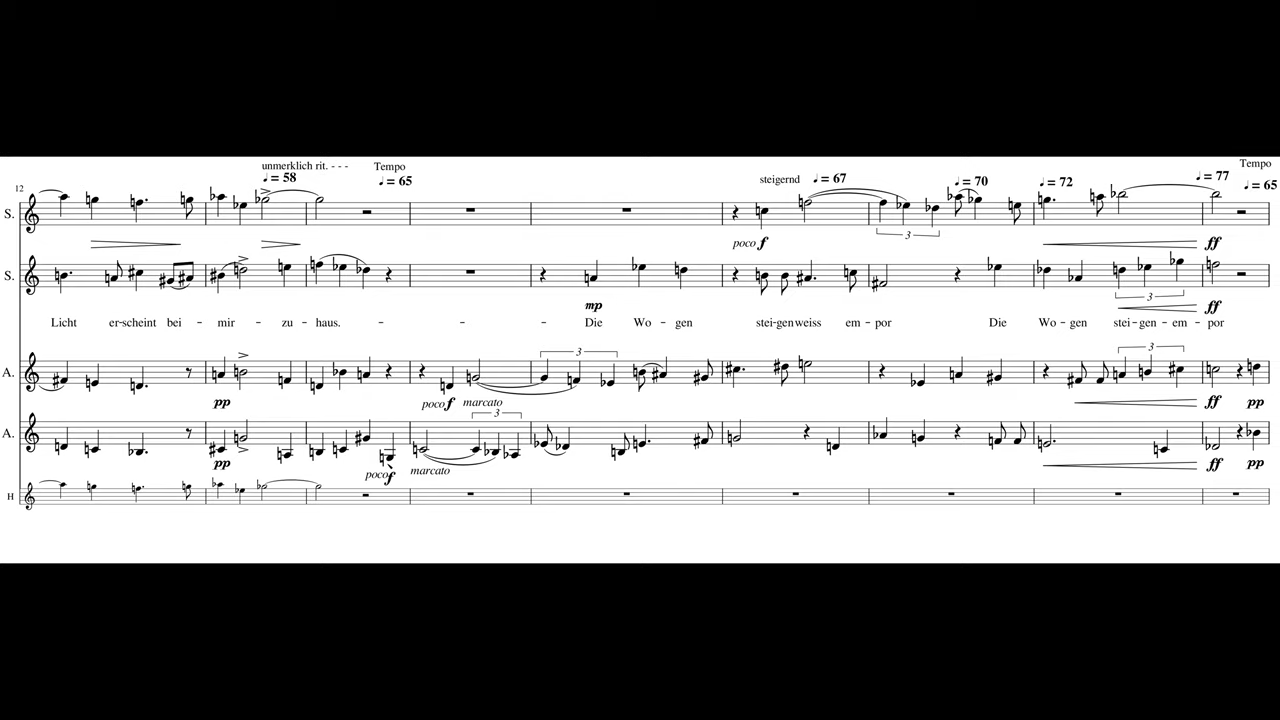 unmerklich rit. - - - Tempo Tempo
12 ♩= 58 ♩= 65 steigernd ♩= 67 ♩= 70 ♩= 72 ♩= 77 ♩= 65
S.
3
poco f ff
S.
mp 3 ff
Licht er-scheint bei - mir - zu - haus. - - - Die Wo - gen stei-gen weiss em - por Die Wo - gen stei - gen - em - por
3 3
A.
pp poco f marcato ff pp
3
A.
pp poco f marcato ff pp
H